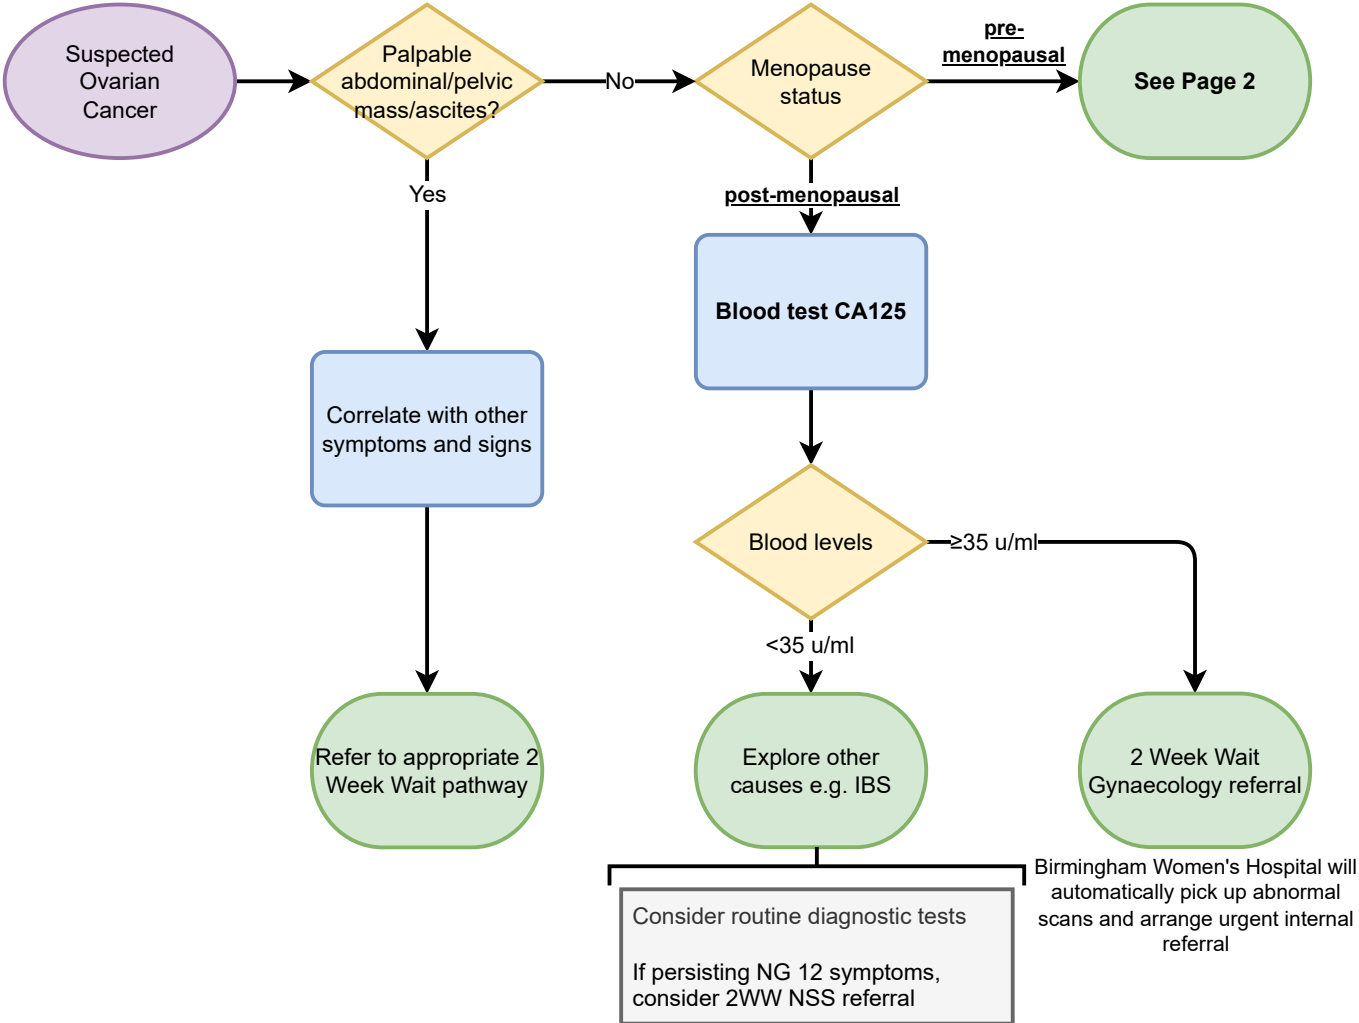 Suspected
Ovarian
Cancer
Palpable
abdominal/pelvic
mass/ascites?
No
Menopause
status
pre-
menopausal
See Page 2
Yes
post-menopausal
Blood test CA125
Correlate with other
symptoms and signs
Blood levels
≥35 u/ml
<35 u/ml
Refer to appropriate 2
Week Wait pathway
Explore other
causes e.g. IBS
2 Week Wait
Gynaecology referral
Birmingham Women's Hospital will
automatically pick up abnormal
scans and arrange urgent internal
referral
Consider routine diagnostic tests
If persisting NG 12 symptoms,
consider 2WW NSS referral